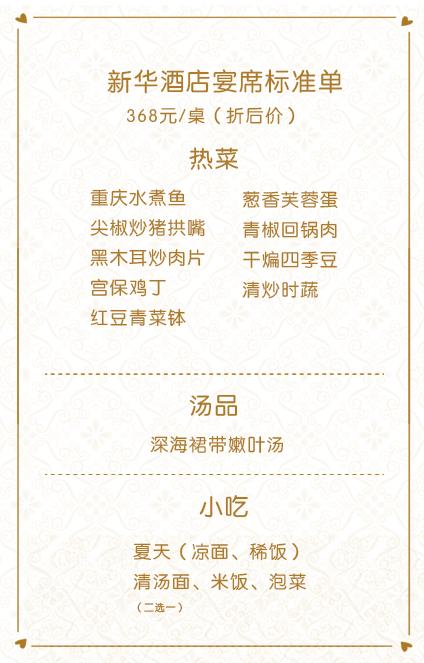 新华酒店宴席标准单
368元/桌（折后价）
热菜
重庆水煮鱼
葱香芙蓉蛋
尖椒炒猪拱嘴
青椒回锅肉
黑木耳炒肉片
干煸四季豆
宫保鸡丁
清炒时蔬
红豆青菜钵
汤品
深海裙带嫩叶汤
小吃
夏天（凉面、稀饭）
清汤面、米饭、泡菜
（二选一）